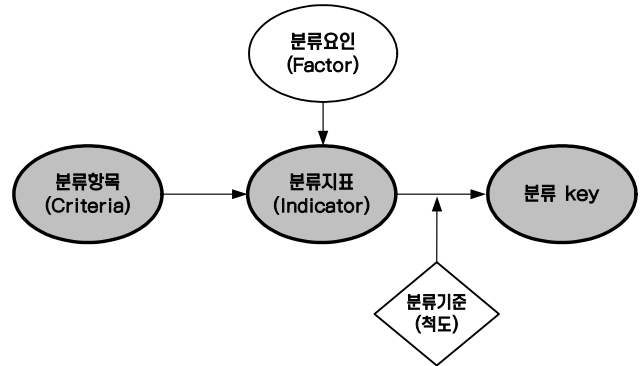 분류요인
(Factor)
분류항목
(Criteria)
분류지표
(Indicator)
분류 key
분류기준
(척도)